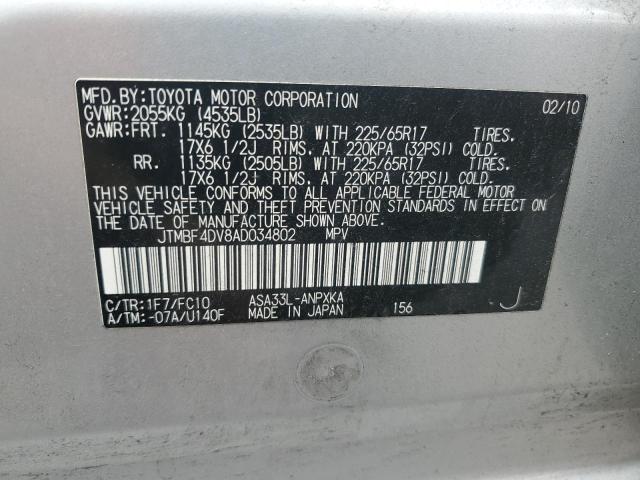 MFD.BY:TOYOTA MOTOR CORPORATION 02/10
GVWR:2055KG (4535LB)
GAWR:FRT. 1145KG (2535LB) WITH 225/65R17 TIRES.
17X6 1/2J RIMS. AT 220KPA (32PSI) COLD.
RR. 1135KG (2505LB) WITH 225/65R17 TIRES.
17X6 1/2J RIMS. AT 220KPA (32PSI) COLD.
THIS VEHICLE CONFORMS TO ALL APPLICABLE FEDERAL MOTOR
VEHICLE SAFETY AND THEFT PREVENTION STANDARDS IN EFFECT ON
THE DATE OF MANUFACTURE SHOWN ABOVE.
JTMBF4DV8AD034802 MPV
C/TR:1F7/FC10 ASA33L-ANPXKA
A/TM:-07A/U140F MADE IN JAPAN 156 J